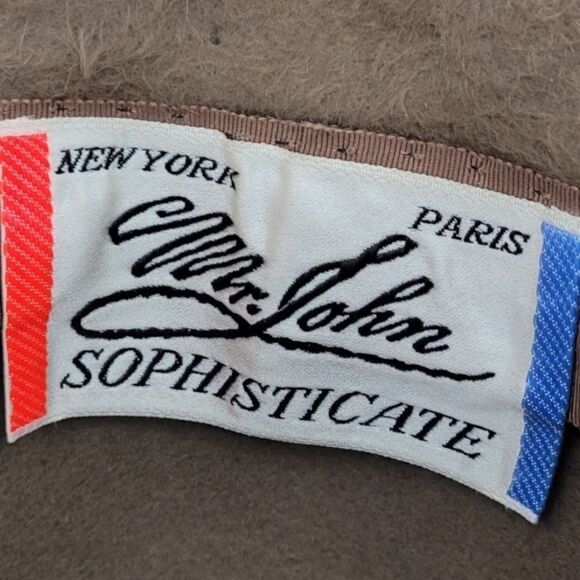 NEW YORK
PARIS
Mr. John
SOPHISTICATE